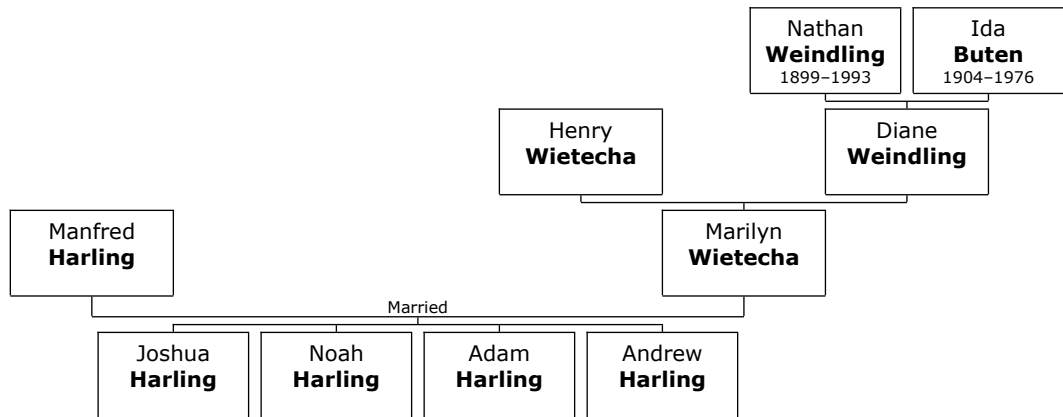 Nathan
Weindling
1899–1993
Ida
Buten
1904–1976
Henry
Wietecha
Diane
Weindling
Manfred
Harling
Marilyn
Wietecha
Married
Joshua
Harling
Noah
Harling
Adam
Harling
Andrew
Harling